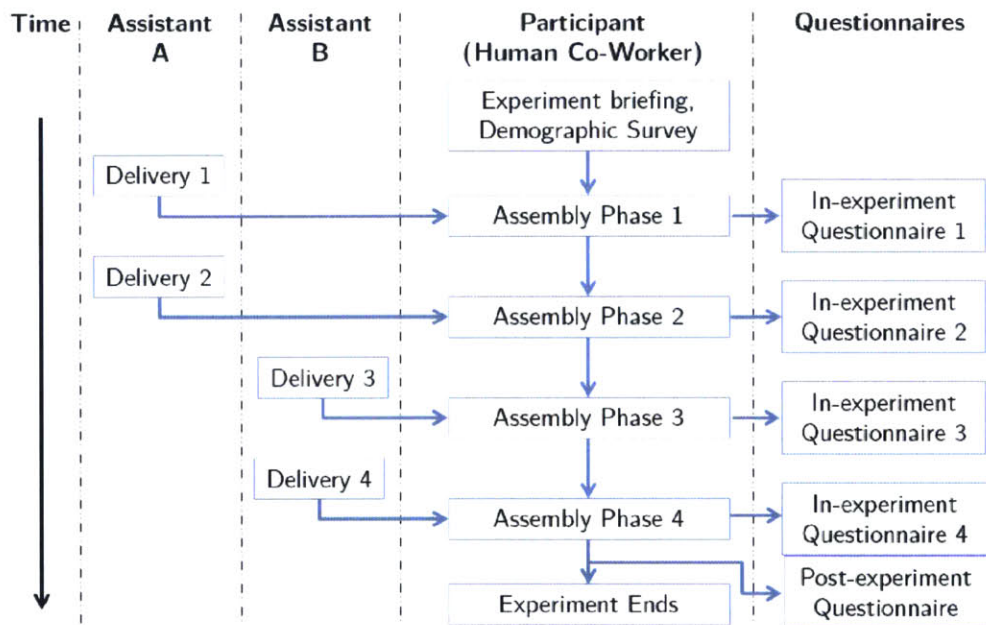 Time
Assistant
A
Assistant
B
Participant
(Human Co-Worker)
Questionnaires
Experiment briefing,
Demographic Survey
Delivery 1
Assembly Phase 1
In-experiment
Questionnaire 1
Delivery 2
Assembly Phase 2
In-experiment
Questionnaire 2
Delivery 3
Assembly Phase 3
In-experiment
Questionnaire 3
Delivery 4
Assembly Phase 4
In-experiment
Questionnaire 4
Experiment Ends
Post-experiment
Questionnaire